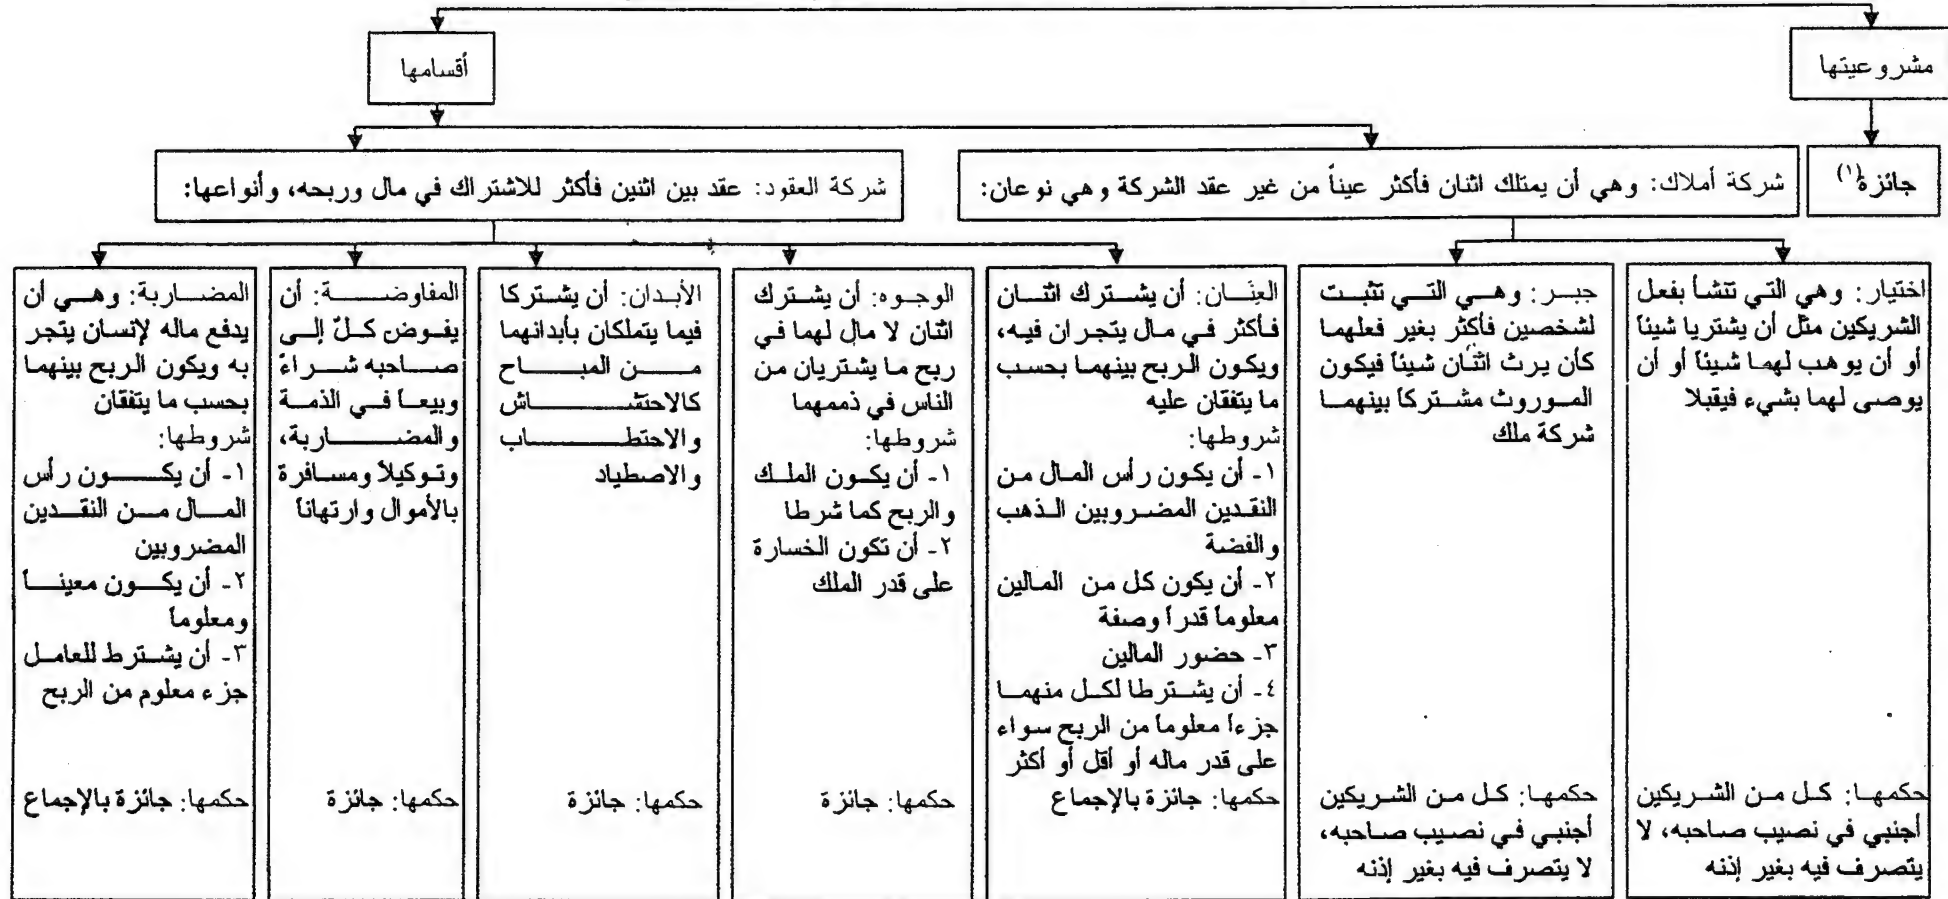 مشروعيتها
جائزة(١)
أقسامها
شركة أملاك: وهي أن يمتلك اثنان فأكثر عيناً من غير عقد الشركة وهي نوعان:
شركة العقود: عقد بين اثنين فأكثر للاشتراك في مال وربحه، وأنواعها:
اختيار: وهي التي تنشأ بفعل
الشريكين مثل أن يشتريا شيئاً
أو أن يوهب لهما شيئاً أو أن
يوصى لهما بشيء فيقبلا
حكمها: كل من الشريكين
أجنبي في نصيب صاحبه، لا
يتصرف فيه بغير إذنه
جبر: وهي التي تثبت
لشخصين فأكثر بغير فعلهما
كأن يرث اثنان شيئاً فيكون
الموروث مشتركاً بينهما
شركة ملك
حكمها: كل من الشريكين
أجنبي في نصيب صاحبه،
لا يتصرف فيه بغير إذنه
العنان: أن يشترك اثنان
فأكثر في مال يتجران فيه،
ويكون الربح بينهما بحسب
ما يتفقان عليه
شروطها:
١- أن يكون رأس المال من
النقدين المضروبين الذهب
والفضة
٢- أن يكون كل من المالين
معلوماً قدراً وصفة
٣- حضور المالين
٤- أن يشترطا لكل منهما
جزءاً معلوماً من الربح سواء
على قدر ماله أو أقل أو أكثر
حكمها: جائزة بالإجماع
الوجوه: أن يشترك
اثنان لا مال لهما في
ربح ما يشتريان من
الناس في ذممهما
شروطها:
١- أن يكون الملك
والربح كما شرطا
٢- أن تكون الخسارة
على قدر الملك
حكمها: جائزة
الأبدان: أن يشتركا
فيما يتملكان بأبدانهما
من المباح
كالاحتشاش
والاحتطاب
والاصطياد
حكمها: جائزة
المفاوضة: أن
يفوض كلٌ إلى
صاحبه شراءً
وبيعاً في الذمة
والمضاربة،
وتوكيلاً ومسافرة
بالأموال وارتهاناً
حكمها: جائزة
المضاربة: وهي أن
يدفع ماله لإنسان يتجر
به ويكون الربح بينهما
بحسب ما يتفقان
شروطها:
١- أن يكون رأس
المال من النقدين
المضروبين
٢- أن يكون معيناً
ومعلوماً
٣- أن يشترط للعامل
جزء معلوم من الربح
حكمها: جائزة بالإجماع